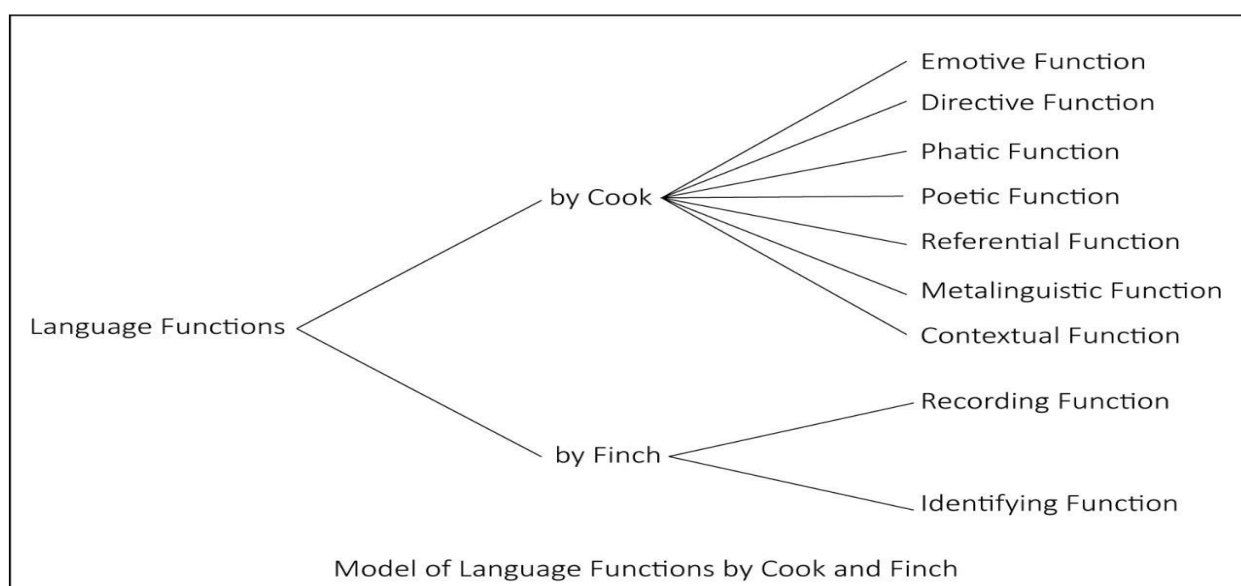 Emotive Function
Directive Function
Phatic Function
by Cook
Poetic Function
Referential Function
Metalinguistic Function
Language Functions
Contextual Function
Recording Function
by Finch
Identifying Function
Model of Language Functions by Cook and Finch